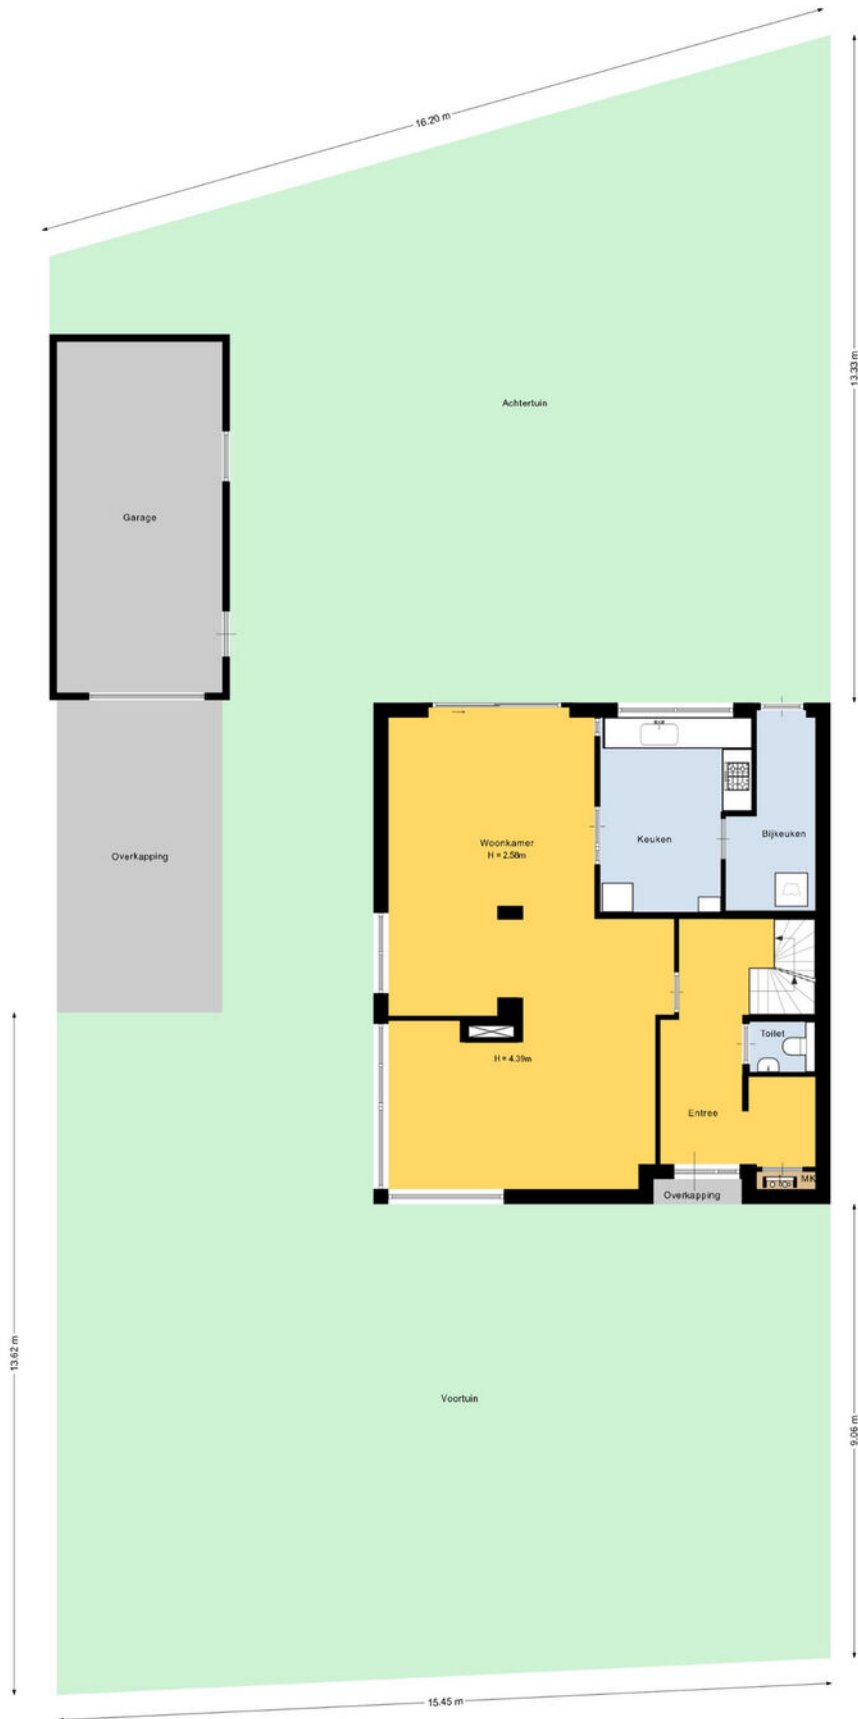 16.20 m
13.33 m
Achtertuin
Garage
Overkapping
Woonkamer
H = 2.58m
Keuken
Bijkeuken
Toilet
H = 4.39m
Entree
MK
Overkapping
13.62 m
Voortuin
9.06 m
15.45 m